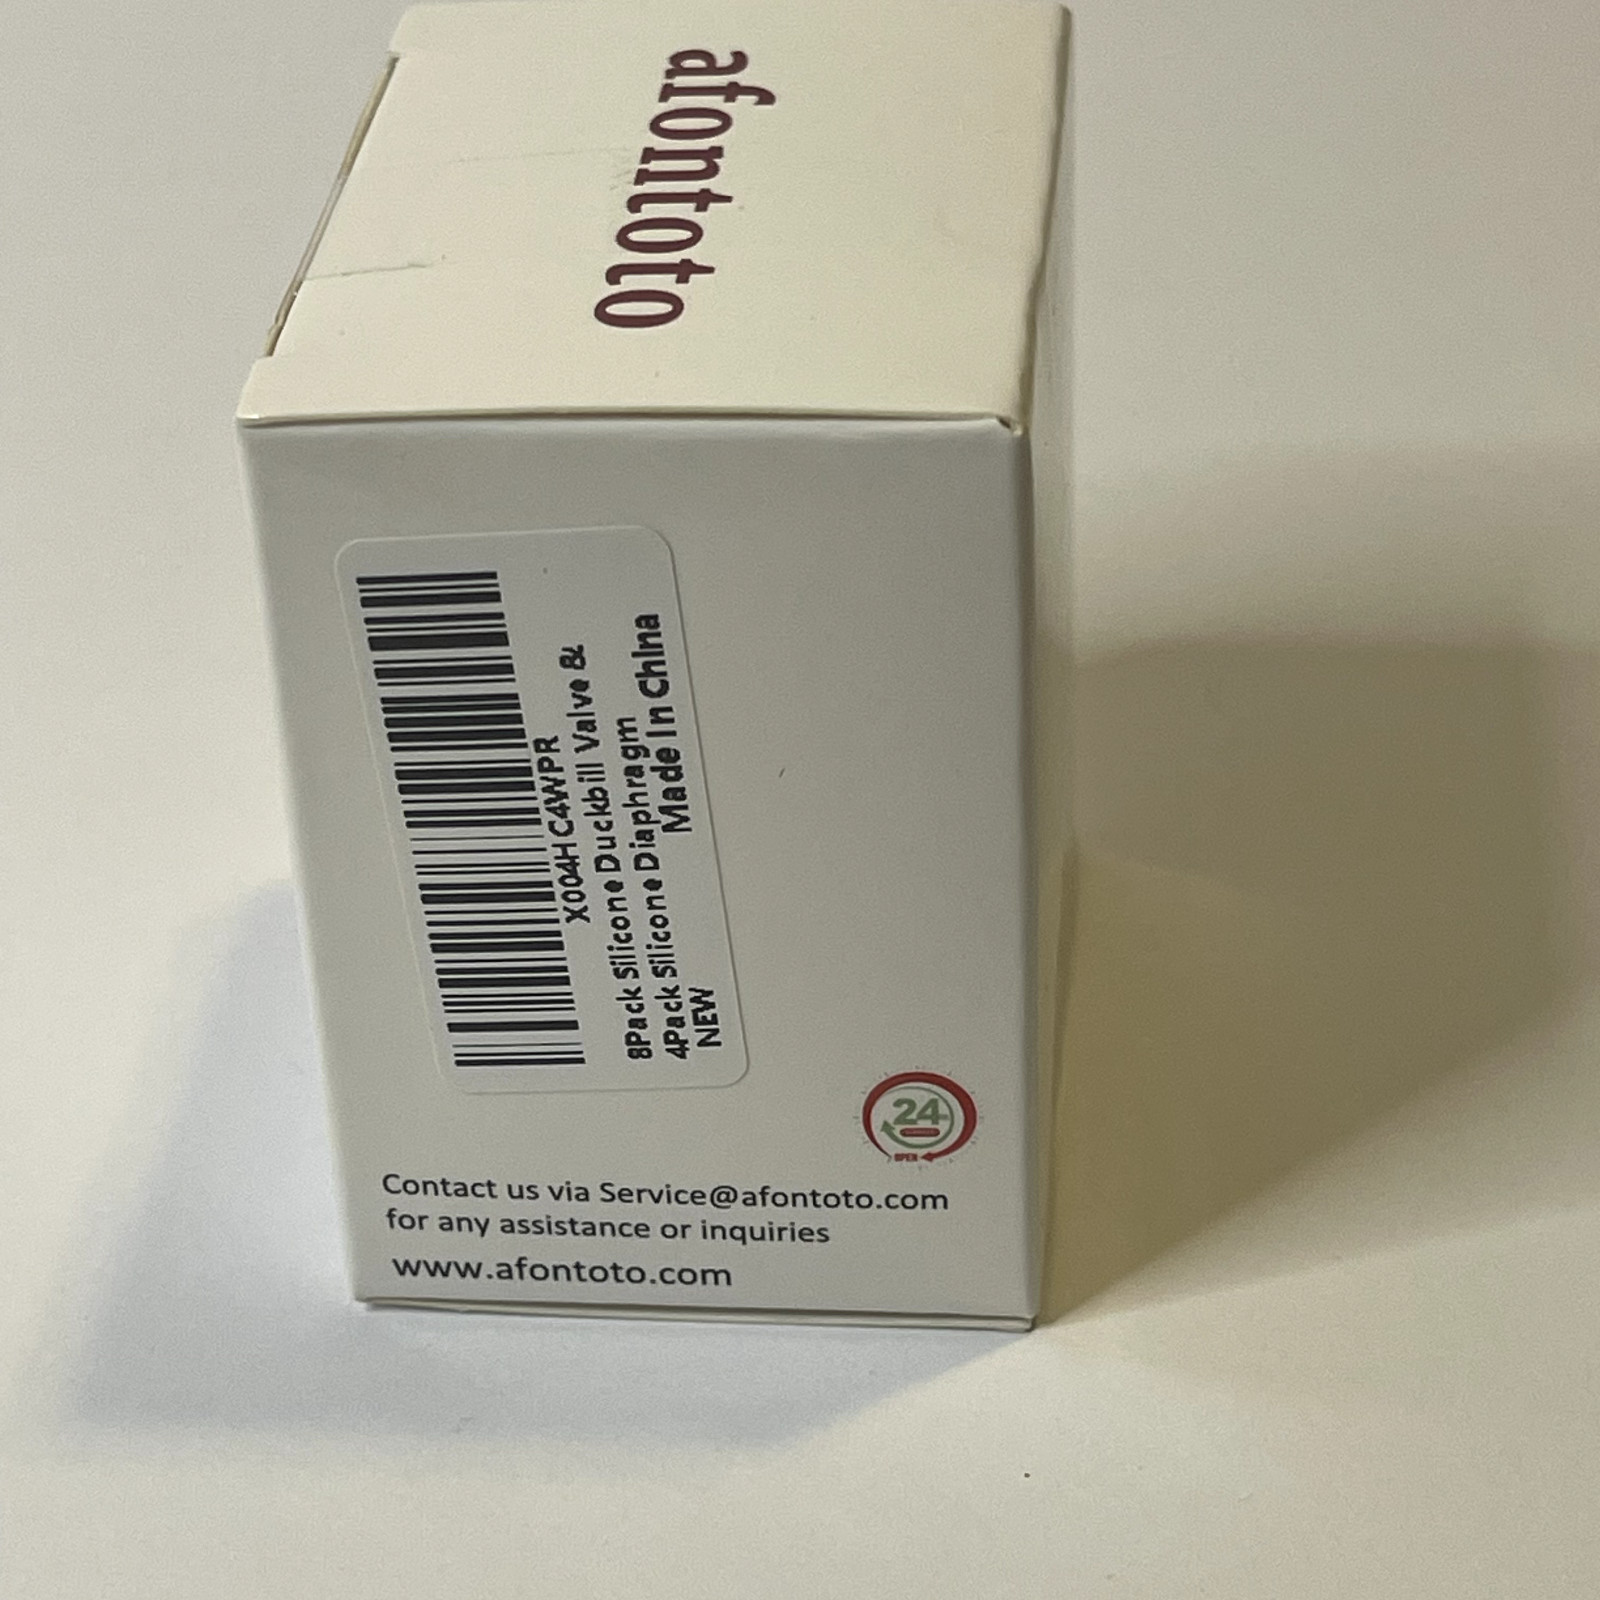 afontoto
X004HC4WPR
8Pack Silicone Duckbill Valve &
4Pack Silicone Diaphragm
NEW
Made In China
24
OPEN
Contact us via Service@afontoto.com
for any assistance or inquiries
www.afontoto.com